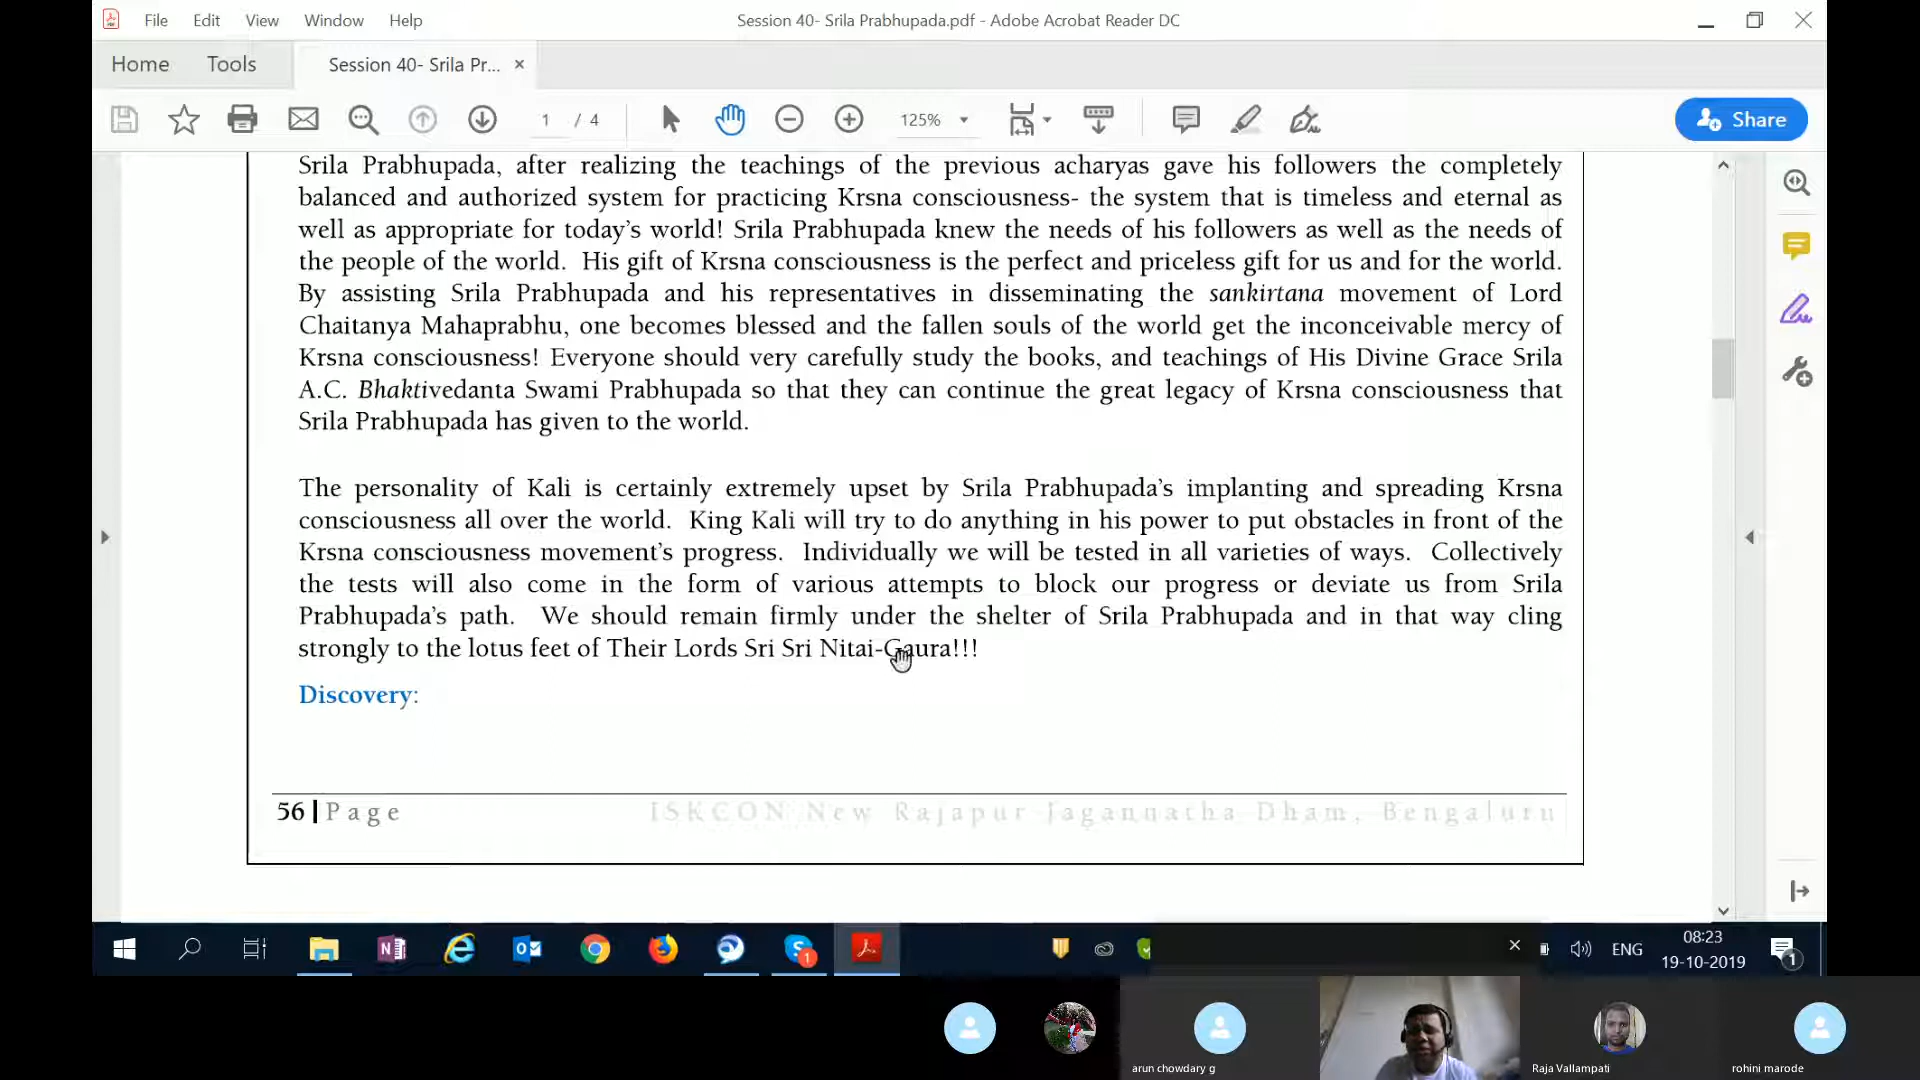 File Edit View Window Help
Session 40- Srila Prabhupada.pdf - Adobe Acrobat Reader DC
Home Tools Session 40- Srila Pr... ×
1 / 4 125% Share
Srila Prabhupada, after realizing the teachings of the previous acharyas gave his followers the completely
balanced and authorized system for practicing Krsna consciousness- the system that is timeless and eternal as
well as appropriate for today's world! Srila Prabhupada knew the needs of his followers as well as the needs of
the people of the world. His gift of Krsna consciousness is the perfect and priceless gift for us and for the world.
By assisting Srila Prabhupada and his representatives in disseminating the sankirtana movement of Lord
Chaitanya Mahaprabhu, one becomes blessed and the fallen souls of the world get the inconceivable mercy of
Krsna consciousness! Everyone should very carefully study the books, and teachings of His Divine Grace Srila
A.C. Bhaktivedanta Swami Prabhupada so that they can continue the great legacy of Krsna consciousness that
Srila Prabhupada has given to the world.
The personality of Kali is certainly extremely upset by Srila Prabhupada's implanting and spreading Krsna
consciousness all over the world. King Kali will try to do anything in his power to put obstacles in front of the
Krsna consciousness movement's progress. Individually we will be tested in all varieties of ways. Collectively
the tests will also come in the form of various attempts to block our progress or deviate us from Srila
Prabhupada's path. We should remain firmly under the shelter of Srila Prabhupada and in that way cling
strongly to the lotus feet of Their Lords Sri Sri Nitai-Gaura!!!
Discovery:
56 | Page ISKCON New Rajapur Jagannatha Dham, Bengaluru
ENG
08:23
19-10-2019
1
1
arun chowdary g
Raja Vallampati
rohini marode